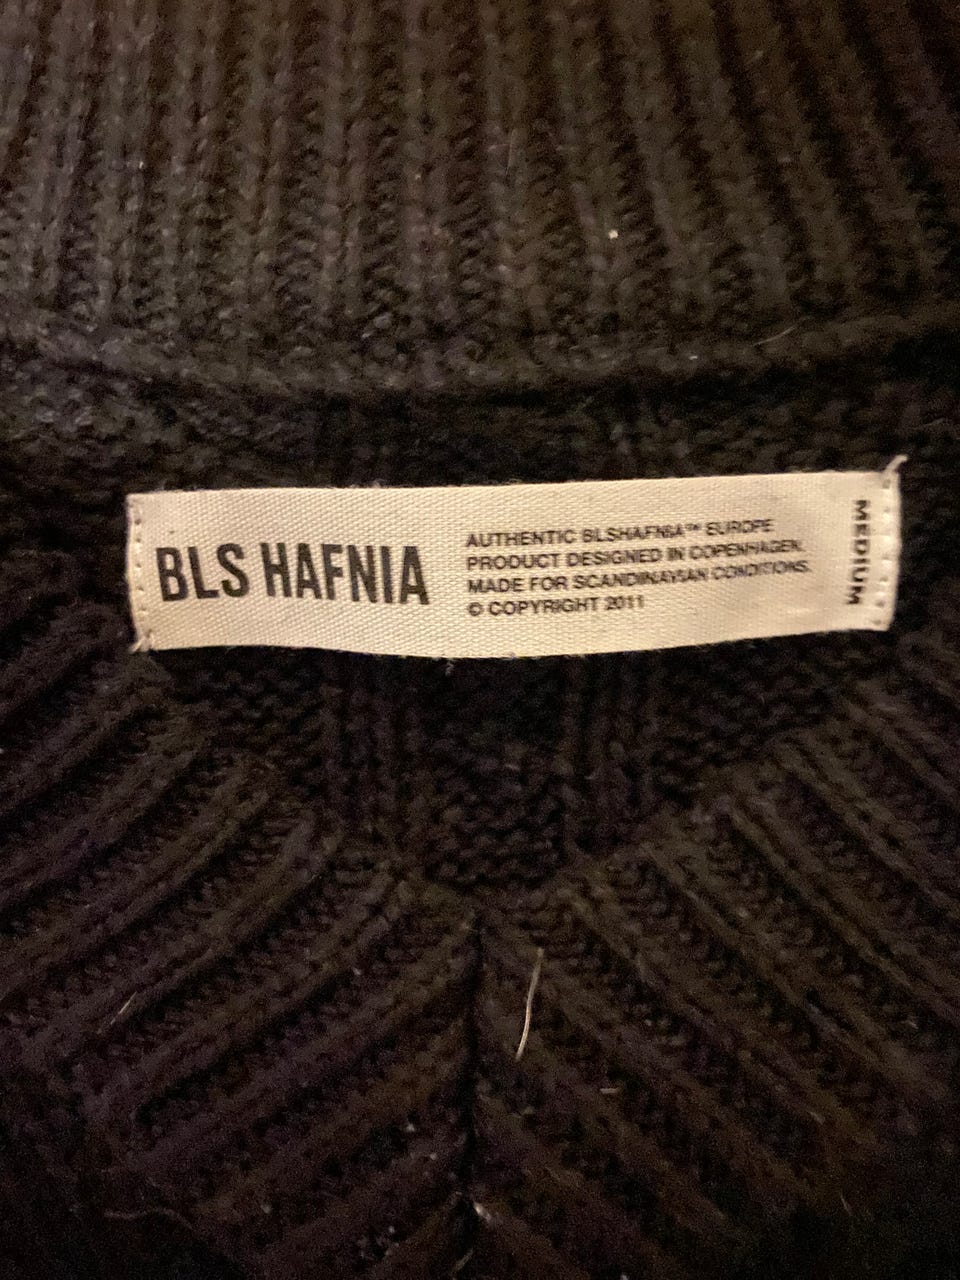 BLS HAFNIA
AUTHENTIC BLSHAFNIA™ EUROPE
PRODUCT DESIGNED IN COPENHAGEN.
MADE FOR SCANDINAVIAN CONDITIONS.
© COPYRIGHT 2011
MEDIUM